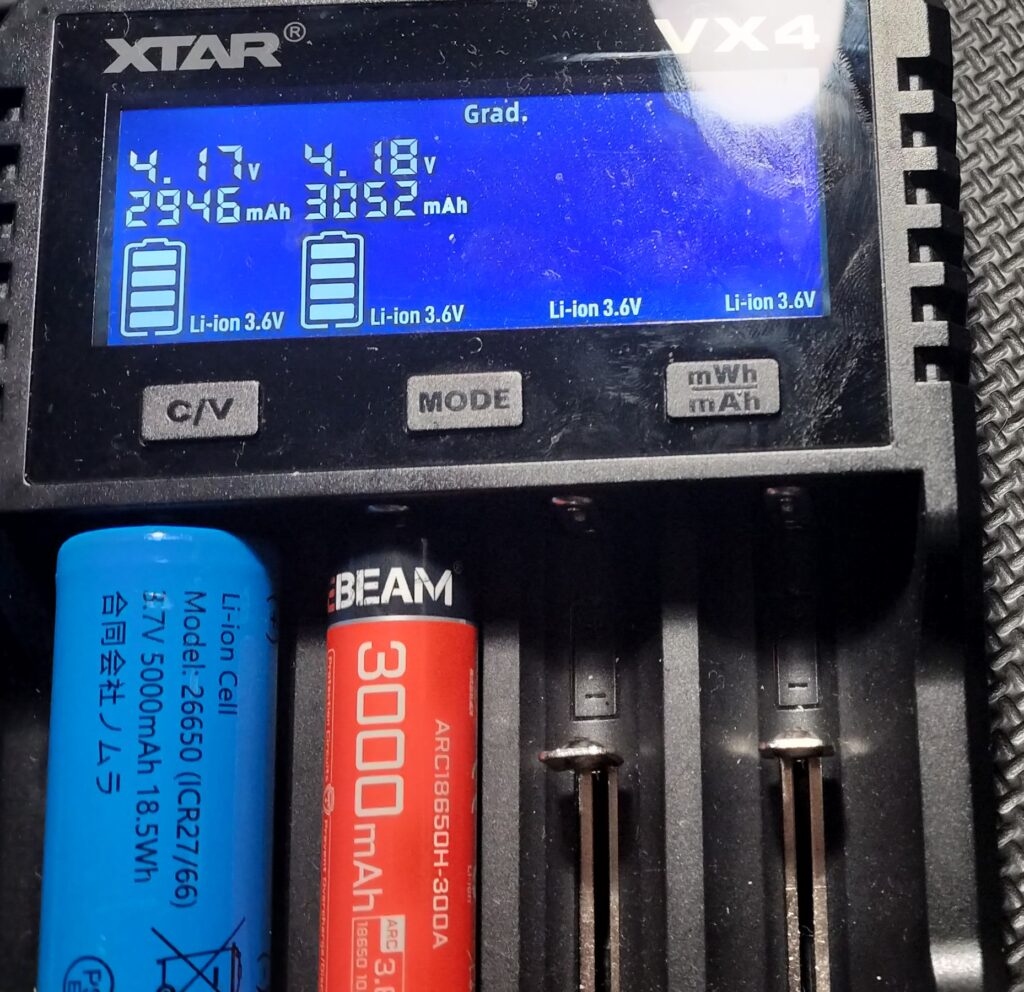 XTAR®
VX4
Grad.
4.17V 4.18V
2946mAh 3052mAh
Li-ion 3.6V Li-ion 3.6V Li-ion 3.6V Li-ion 3.6V
C/V
MODE
mWh
mAh
Li-ion Cell
Model: 26650 (ICR27/66)
3.7V 5000mAh 18.5Wh
合同会社ノムラ
BEAM
3000mAh
ARC18650H-300A
ARC
18650